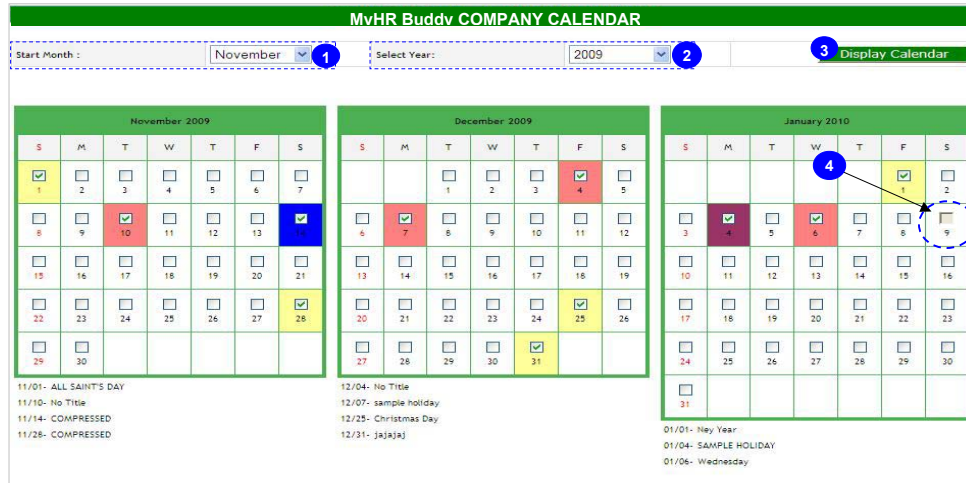 MyHR Buddy COMPANY CALENDAR
Start Month : November 1 Select Year: 2009 2 3 Display Calendar
November 2009
S M T W T F S
1 2 3 4 5 6 7
8 9 10 11 12 13 14
15 16 17 18 19 20 21
22 23 24 25 26 27 28
29 30
11/01- ALL SAINT'S DAY
11/10- No Title
11/14- COMPRESSED
11/28- COMPRESSED
December 2009
S M T W T F S
1 2 3 4 5
6 7 8 9 10 11 12
13 14 15 16 17 18 19
20 21 22 23 24 25 26
27 28 29 30 31
12/04- No Title
12/07- sample holiday
12/25- Christmas Day
12/31- jajajaj
January 2010
S M T W T F S
4
1 2
3 4 5 6 7 8 9
10 11 12 13 14 15 16
17 18 19 20 21 22 23
24 25 26 27 28 29 30
31
01/01- Ney Year
01/04- SAMPLE HOLIDAY
01/06- Wednesday